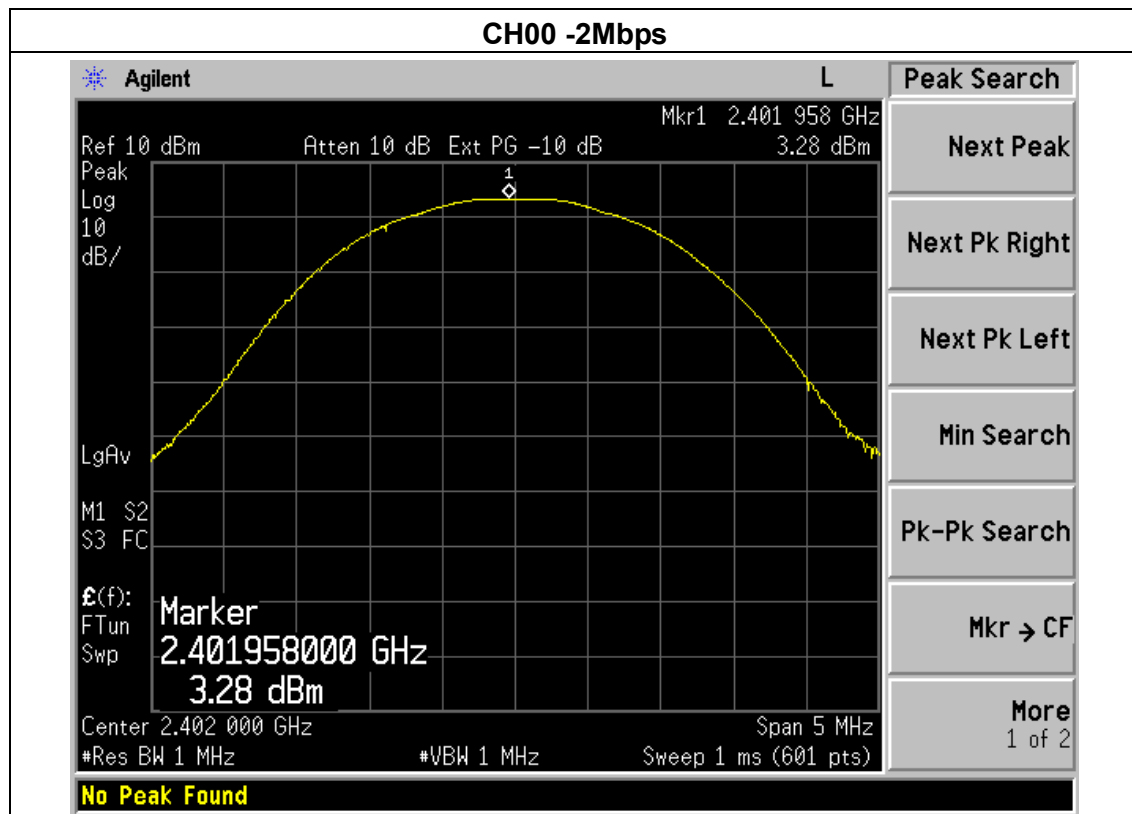 CH00 -2Mbps
Agilent L Peak Search
Mkr1 2.401 958 GHz
Ref 10 dBm Atten 10 dB Ext PG -10 dB 3.28 dBm
Peak
Log
10
dB/
1
LgAv
M1 S2
S3 FC
£(f):
FTun
Swp
Marker
2.401958000 GHz
3.28 dBm
Center 2.402 000 GHz Span 5 MHz
#Res BW 1 MHz #VBW 1 MHz Sweep 1 ms (601 pts)
No Peak Found
Next Peak
Next Pk Right
Next Pk Left
Min Search
Pk-Pk Search
Mkr → CF
More
1 of 2